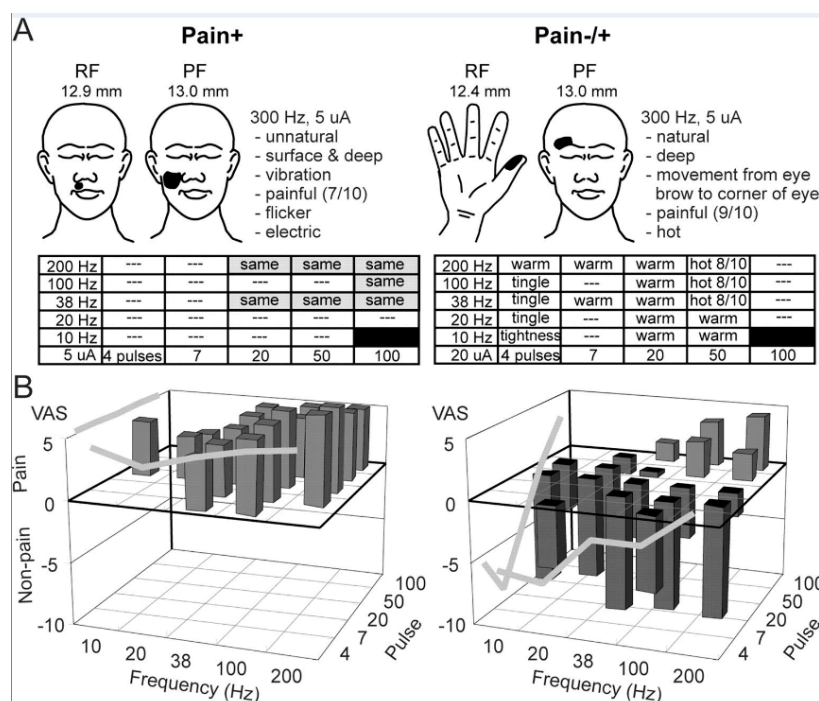 A
Pain+
RF
12.9 mm
PF
13.0 mm
300 Hz, 5 uA
- unnatural
- surface & deep
- vibration
- painful (7/10)
- flicker
- electric
200 Hz --- --- same same same
100 Hz --- --- --- --- same
38 Hz --- --- same same same
20 Hz --- --- --- --- ---
10 Hz --- --- --- ---
5 uA 4 pulses 7 20 50 100
Pain-/+
RF
12.4 mm
PF
13.0 mm
300 Hz, 5 uA
- natural
- deep
- movement from eye
brow to corner of eye
- painful (9/10)
- hot
200 Hz warm warm warm hot 8/10 ---
100 Hz tingle --- warm hot 8/10 ---
38 Hz tingle warm warm hot 8/10 ---
20 Hz tingle --- warm warm ---
10 Hz tightness --- warm warm
20 uA 4 pulses 7 20 50 100
B
VAS
5
0
-5
-10
Pain
Non-pain
10 20 38 100 200
Frequency (Hz)
4 7 20 50 100
Pulse
VAS
5
0
-5
-10
10 20 38 100 200
Frequency (Hz)
4 7 20 50 100
Pulse